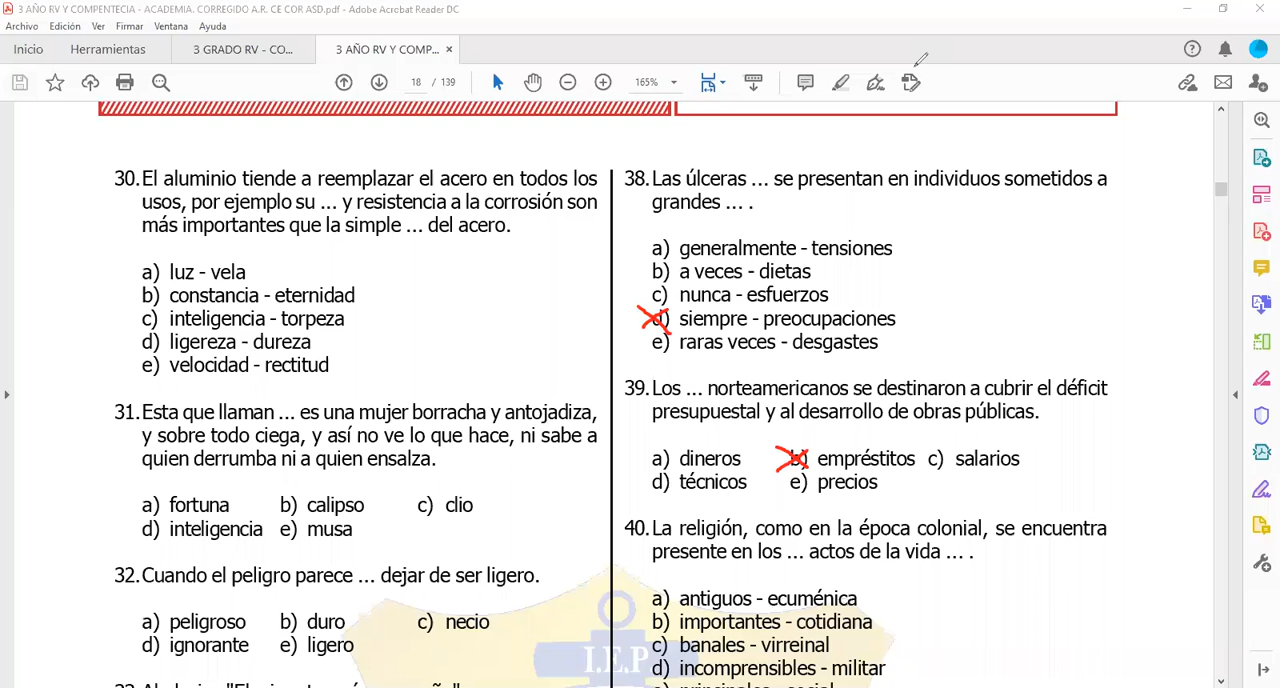 3 AÑO RV Y COMPENTECIA - ACADEMIA. CORREGIDO A.R. CE COR ASD.pdf - Adobe Acrobat Reader DC
Archivo Edición Ver Firmar Ventana Ayuda
Inicio Herramientas 3 GRADO RV - CO... 3 AÑO RV Y COMP... ×
18 / 139 165%
30. El aluminio tiende a reemplazar el acero en todos los
usos, por ejemplo su ... y resistencia a la corrosión son
más importantes que la simple ... del acero.
a) luz - vela
b) constancia - eternidad
c) inteligencia - torpeza
d) ligereza - dureza
e) velocidad - rectitud
31. Esta que llaman ... es una mujer borracha y antojadiza,
y sobre todo ciega, y así no ve lo que hace, ni sabe a
quien derrumba ni a quien ensalza.
a) fortuna b) calipso c) clio
d) inteligencia e) musa
32. Cuando el peligro parece ... dejar de ser ligero.
a) peligroso b) duro c) necio
d) ignorante e) ligero
38. Las úlceras ... se presentan en individuos sometidos a
grandes ... .
a) generalmente - tensiones
b) a veces - dietas
c) nunca - esfuerzos
d) siempre - preocupaciones
e) raras veces - desgastes
39. Los ... norteamericanos se destinaron a cubrir el déficit
presupuestal y al desarrollo de obras públicas.
a) dineros b) empréstitos c) salarios
d) técnicos e) precios
40. La religión, como en la época colonial, se encuentra
presente en los ... actos de la vida ... .
a) antiguos - ecuménica
b) importantes - cotidiana
c) banales - virreinal
d) incomprensibles - militar
I.E.P